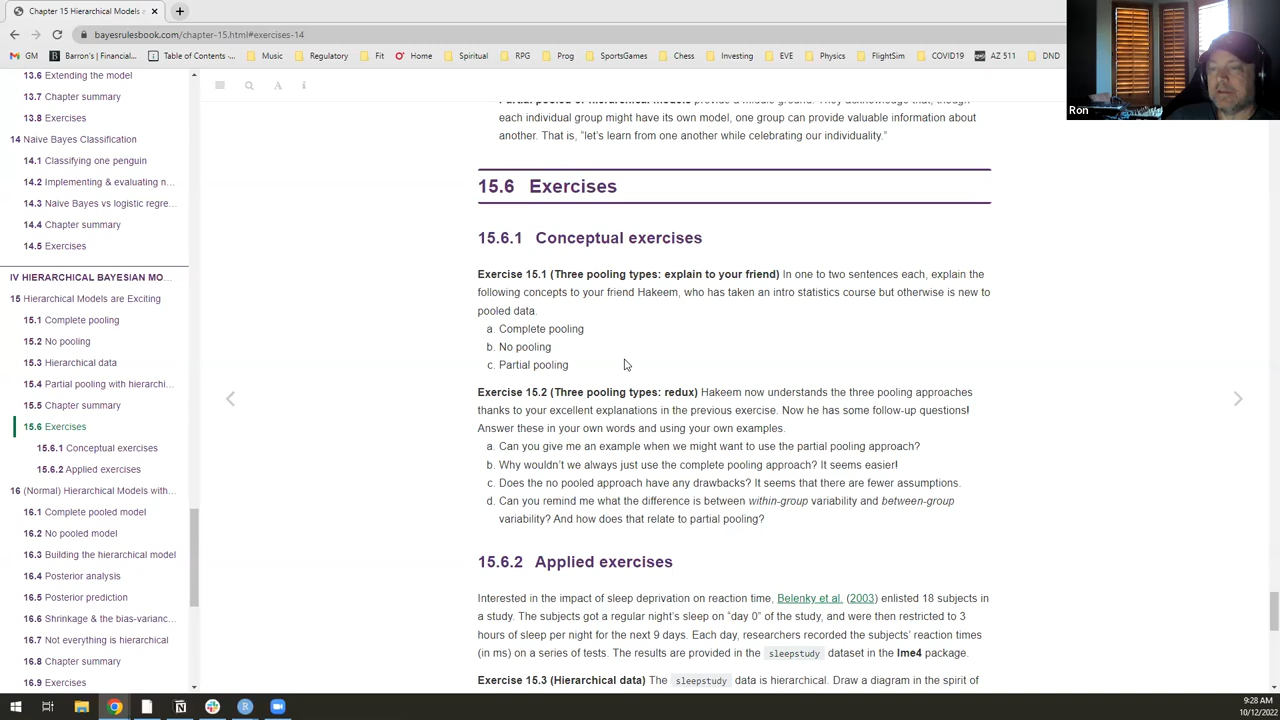 Chapter 15 Hierarchical Models a
bayesrulesbook.com/chapter-15.html#exercises-14
Gmail
Barron's | Financial...
Table of Contents -...
Regulatory
Fit
R
Blog
SportsArtsGames
Invest
Training
EVE
Physics
COVID19
AZ 511
DND
Ron
13.6 Extending the model
13.7 Chapter summary
13.8 Exercises
14 Naive Bayes Classification
14.1 Classifying one penguin
14.2 Implementing & evaluating n...
14.3 Naive Bayes vs logistic regre...
14.4 Chapter summary
14.5 Exercises
IV HIERARCHICAL BAYESIAN MO...
15 Hierarchical Models are Exciting
15.1 Complete pooling
15.2 No pooling
15.3 Hierarchical data
15.4 Partial pooling with hierarchi...
15.5 Chapter summary
15.6 Exercises
15.6.1 Conceptual exercises
15.6.2 Applied exercises
16 (Normal) Hierarchical Models with...
16.1 Complete pooled model
16.2 No pooled model
16.3 Building the hierarchical model
16.4 Posterior analysis
16.5 Posterior prediction
16.6 Shrinkage & the bias-varianc...
16.7 Not everything is hierarchical
16.8 Chapter summary
16.9 Exercises
each individual group might have its own model, one group can provide valuable information about
another. That is, “let’s learn from one another while celebrating our individuality.”
15.6 Exercises
15.6.1 Conceptual exercises
Exercise 15.1 (Three pooling types: explain to your friend) In one to two sentences each, explain the
following concepts to your friend Hakeem, who has taken an intro statistics course but otherwise is new to
pooled data.
a. Complete pooling
b. No pooling
c. Partial pooling
Exercise 15.2 (Three pooling types: redux) Hakeem now understands the three pooling approaches
thanks to your excellent explanations in the previous exercise. Now he has some follow-up questions!
Answer these in your own words and using your own examples.
a. Can you give me an example when we might want to use the partial pooling approach?
b. Why wouldn’t we always just use the complete pooling approach? It seems easier!
c. Does the no pooled approach have any drawbacks? It seems that there are fewer assumptions.
d. Can you remind me what the difference is between within-group variability and between-group
variability? And how does that relate to partial pooling?
15.6.2 Applied exercises
Interested in the impact of sleep deprivation on reaction time, Belenky et al. (2003) enlisted 18 subjects in
a study. The subjects got a regular night’s sleep on “day 0” of the study, and were then restricted to 3
hours of sleep per night for the next 9 days. Each day, researchers recorded the subjects’ reaction times
(in ms) on a series of tests. The results are provided in the sleepstudy dataset in the lme4 package.
Exercise 15.3 (Hierarchical data) The sleepstudy data is hierarchical. Draw a diagram in the spirit of
9:28 AM
10/12/2022